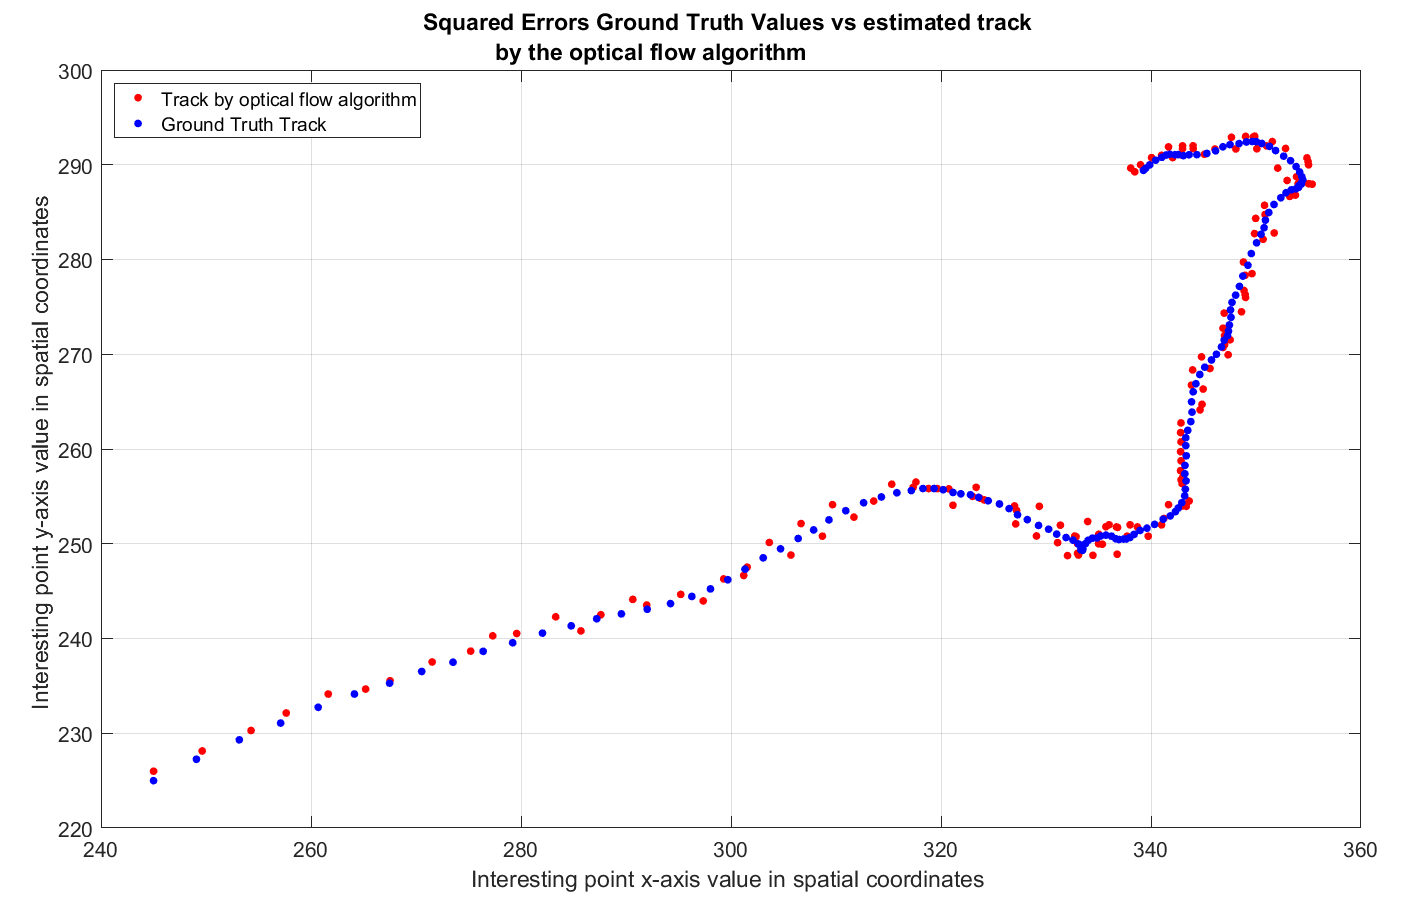 Squared Errors Ground Truth Values vs estimated track
by the optical flow algorithm
Track by optical flow algorithm
Ground Truth Track
Interesting point y-axis value in spatial coordinates
300
290
280
270
260
250
240
230
220
240 260 280 300 320 340 360
Interesting point x-axis value in spatial coordinates